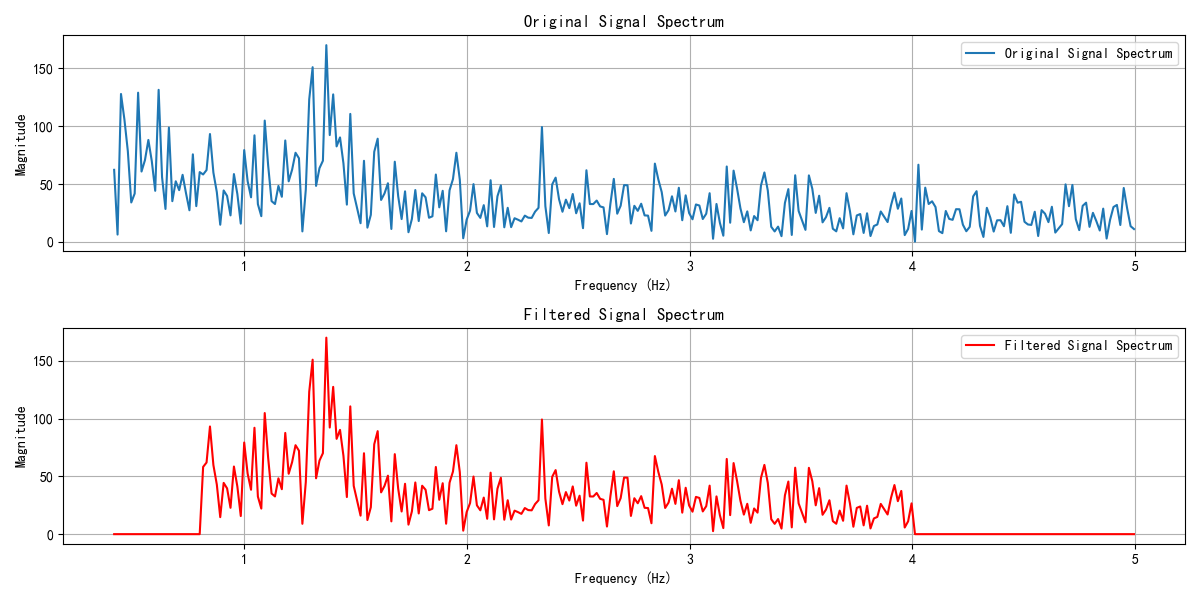 Original Signal Spectrum
Original Signal Spectrum
150
100
50
0
Magnitude
1 2 3 4 5
Frequency (Hz)
Filtered Signal Spectrum
Filtered Signal Spectrum
150
100
50
0
Magnitude
1 2 3 4 5
Frequency (Hz)